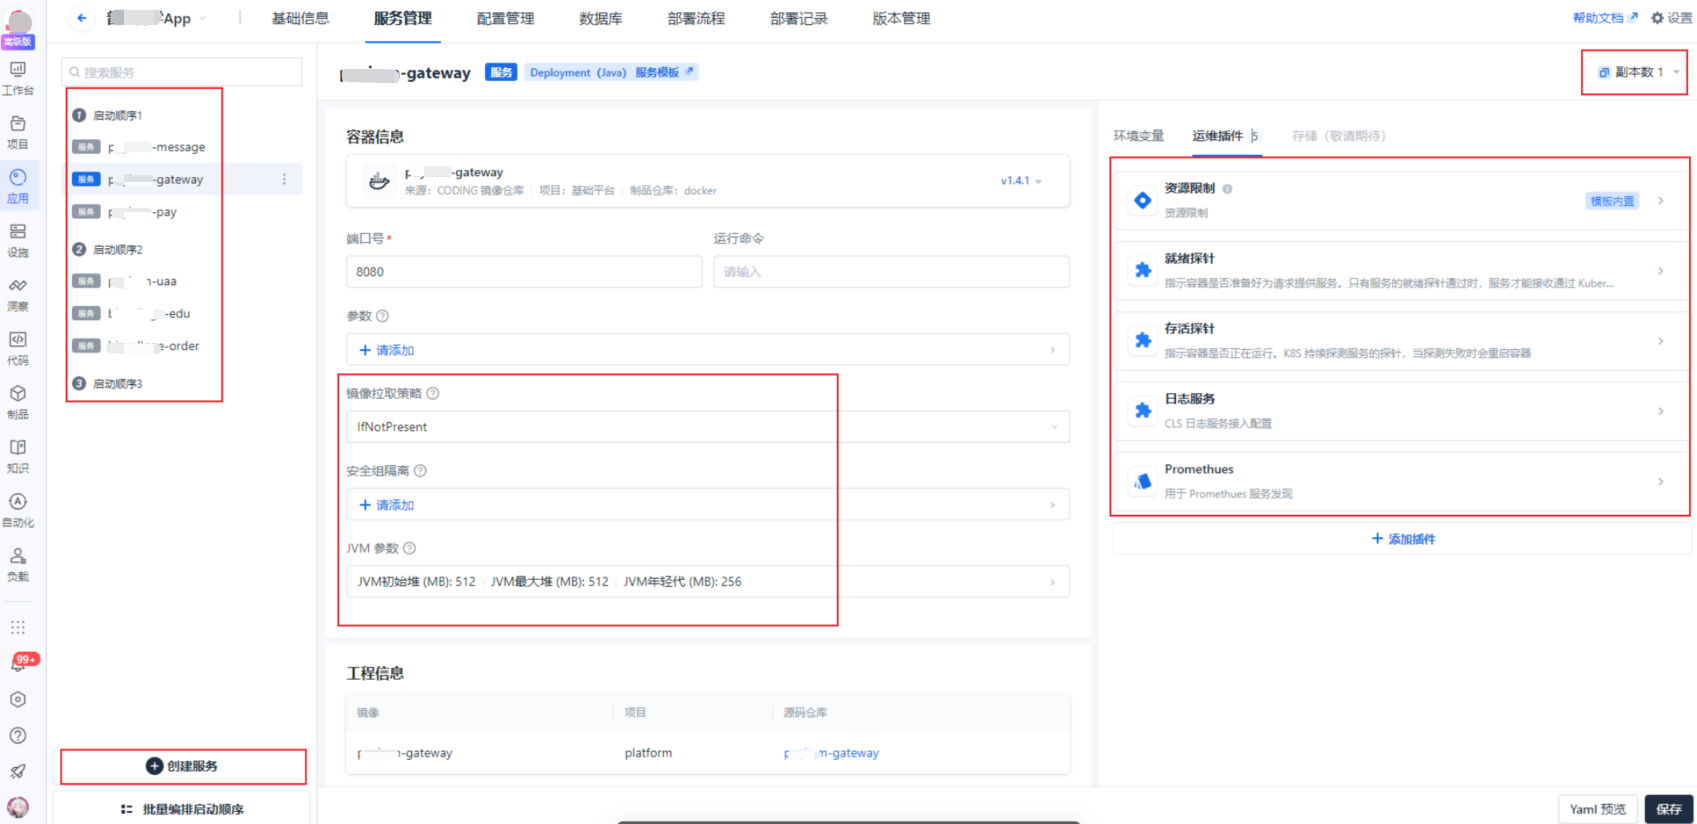 App
基础信息
服务管理
配置管理
数据库
部署流程
部署记录
版本管理
帮助文档
设置
高级版
工作台
项目
应用
设施
洞察
代码
制品
知识
自动化
负载
99+
搜索服务
1 启动顺序1
服务 -message
服务 -gateway
服务 -pay
2 启动顺序2
服务 -uaa
服务 -edu
服务 -order
3 启动顺序3
创建服务
批量编排启动顺序
-gateway 服务 Deployment（Java） 服务模板
副本数 1
容器信息
-gateway
来源：CODING 镜像仓库 项目：基础平台 制品仓库：docker
v1.4.1
端口号*
运行命令
8080
请输入
参数
+ 请添加
镜像拉取策略
IfNotPresent
安全组隔离
+ 请添加
JVM 参数
JVM初始堆 (MB): 512 JVM最大堆 (MB): 512 JVM年轻代 (MB): 256
工程信息
镜像 项目 源码仓库
-gateway platform m-gateway
环境变量
运维插件 5
存储（敬请期待）
资源限制
资源限制
模板内置
就绪探针
指示容器是否准备好为请求提供服务。只有服务的就绪探针通过时，服务才能接收通过 Kuber...
存活探针
指示容器是否正在运行。K8S 持续探测服务的探针，当探测失败时会重启容器
日志服务
CLS 日志服务接入配置
Promethues
用于 Promethues 服务发现
+ 添加插件
Yaml 预览
保存